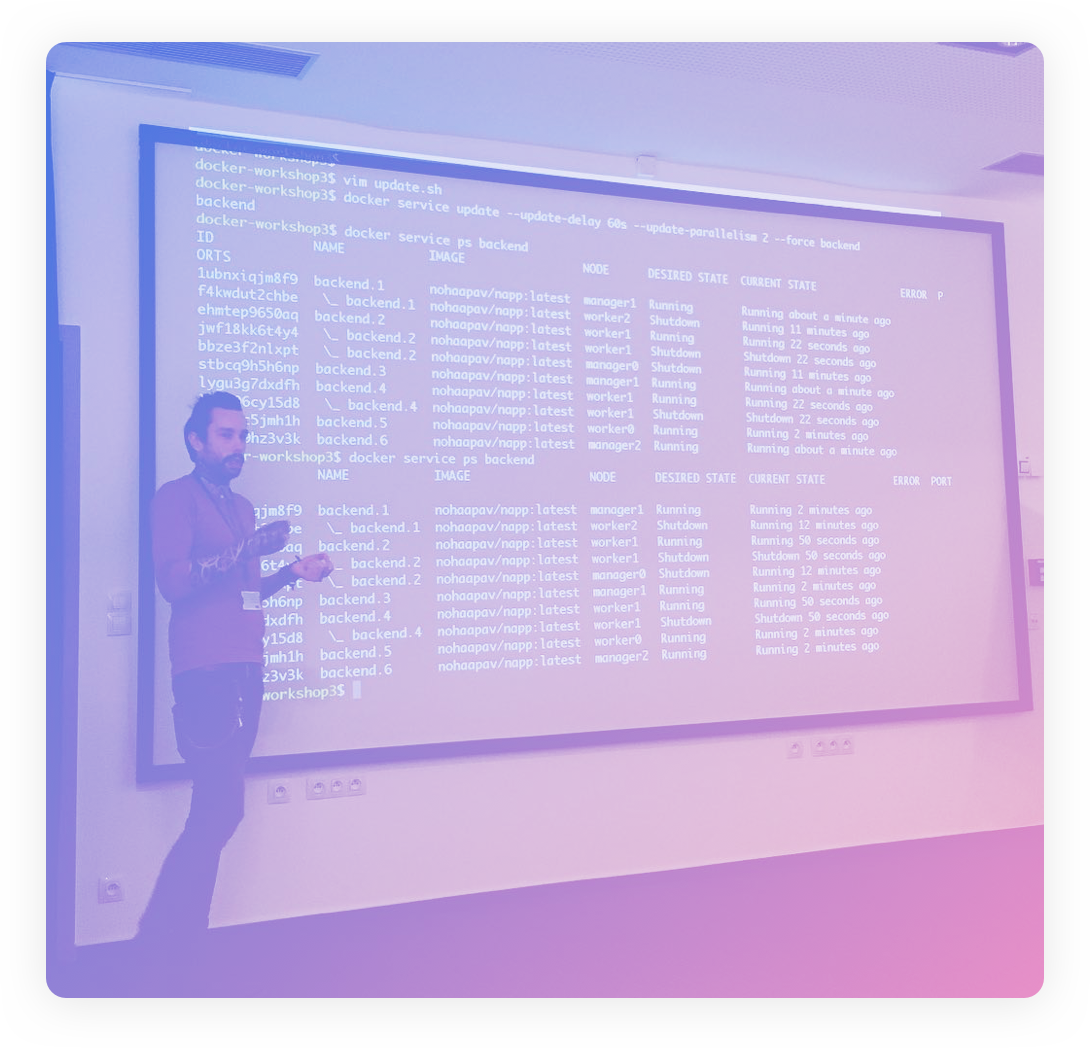 docker-workshop3$
docker-workshop3$ vim update.sh
docker-workshop3$ docker service update --update-delay 60s --update-parallelism 2 --force backend
backend
docker-workshop3$ docker service ps backend
ID NAME IMAGE NODE DESIRED STATE CURRENT STATE ERROR P
ORTS
1ubnxiqjm8f9 backend.1 nohaapav/napp:latest manager1 Running Running about a minute ago
f4kwdut2chbe \_ backend.1 nohaapav/napp:latest worker2 Shutdown Running 11 minutes ago
ehmtep9650aq backend.2 nohaapav/napp:latest worker1 Running Running 22 seconds ago
jwf18kk6t4y4 \_ backend.2 nohaapav/napp:latest worker1 Shutdown Shutdown 22 seconds ago
bbze3f2nlxpt \_ backend.2 nohaapav/napp:latest manager0 Shutdown Running 11 minutes ago
stbcq9h5h6np backend.3 nohaapav/napp:latest manager1 Running Running about a minute ago
lyqu3g7dxdfh backend.4 nohaapav/napp:latest worker1 Running Running 22 seconds ago
6cy15d8 \_ backend.4 nohaapav/napp:latest worker1 Shutdown Shutdown 22 seconds ago
5jmh1h backend.5 nohaapav/napp:latest worker0 Running Running 2 minutes ago
hz3v3k backend.6 nohaapav/napp:latest manager2 Running Running about a minute ago
r-workshop3$ docker service ps backend
NAME IMAGE NODE DESIRED STATE CURRENT STATE ERROR PORT
qjm8f9 backend.1 nohaapav/napp:latest manager1 Running Running 2 minutes ago
be \_ backend.1 nohaapav/napp:latest worker2 Shutdown Running 12 minutes ago
aq backend.2 nohaapav/napp:latest worker1 Running Running 50 seconds ago
6t4y \_ backend.2 nohaapav/napp:latest worker1 Shutdown Shutdown 50 seconds ago
\_ backend.2 nohaapav/napp:latest manager0 Shutdown Running 12 minutes ago
5h6np backend.3 nohaapav/napp:latest manager1 Running Running 2 minutes ago
dxdfh backend.4 nohaapav/napp:latest worker1 Running Running 50 seconds ago
y15d8 \_ backend.4 nohaapav/napp:latest worker1 Shutdown Shutdown 50 seconds ago
jmh1h backend.5 nohaapav/napp:latest worker0 Running Running 2 minutes ago
z3v3k backend.6 nohaapav/napp:latest manager2 Running Running 2 minutes ago
workshop3$